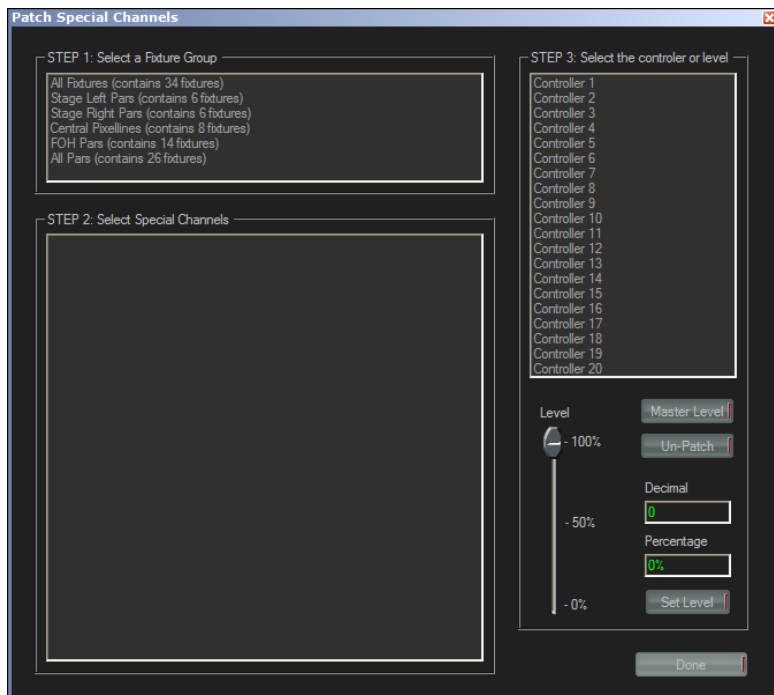 Patch Special Channels
STEP 1: Select a Fixture Group
All Fixtures (contains 34 fixtures)
Stage Left Pars (contains 6 fixtures)
Stage Right Pars (contains 6 fixtures)
Central Pixellines (contains 8 fixtures)
FOH Pars (contains 14 fixtures)
All Pars (contains 26 fixtures)
STEP 2: Select Special Channels
STEP 3: Select the controler or level
Controller 1
Controller 2
Controller 3
Controller 4
Controller 5
Controller 6
Controller 7
Controller 8
Controller 9
Controller 10
Controller 11
Controller 12
Controller 13
Controller 14
Controller 15
Controller 16
Controller 17
Controller 18
Controller 19
Controller 20
Level
- 100%
- 50%
- 0%
Master Level
Un-Patch
Decimal
0
Percentage
0%
Set Level
Done